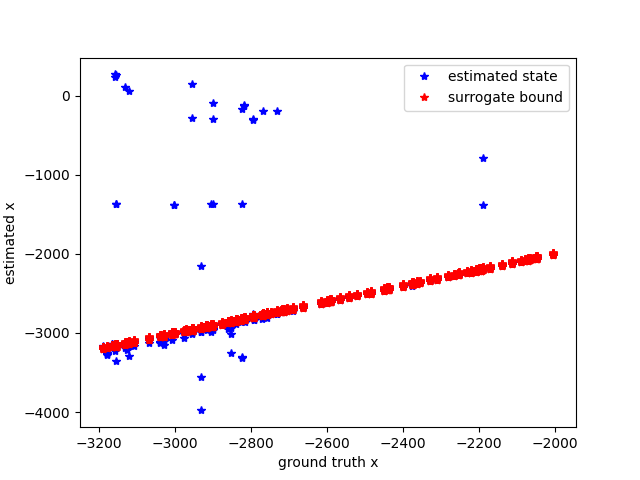 estimated state
surrogate bound
0
−1000
−2000
−3000
−4000
estimated x
−3200 −3000 −2800 −2600 −2400 −2200 −2000
ground truth x